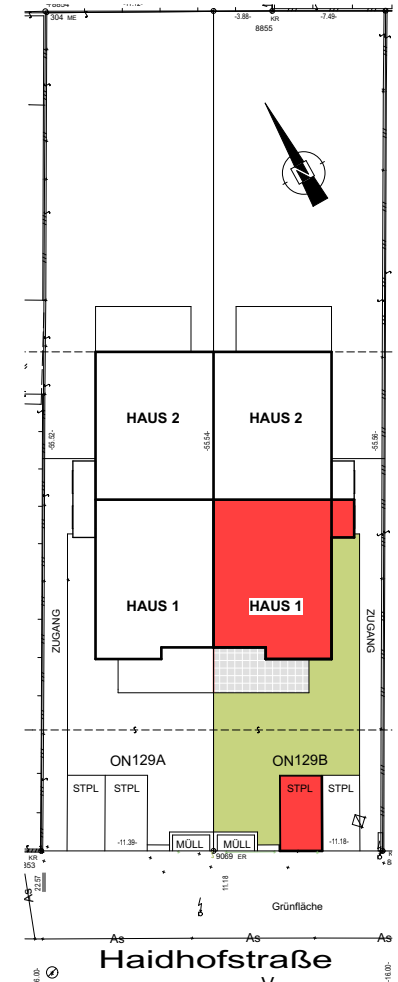 304 ME
-3.88- KR -7.49-
8855
N
HAUS 2 HAUS 2
-55.52- -55.54- -55.56-
HAUS 1 HAUS 1
ZUGANG ZUGANG
ON129A ON129B
STPL STPL STPL STPL
-11.39- MÜLL MÜLL -11.18-
KR 9069 ER
853
22.57 11.18
As Grünfläche
As As As
Haidhofstraße
-16.00-